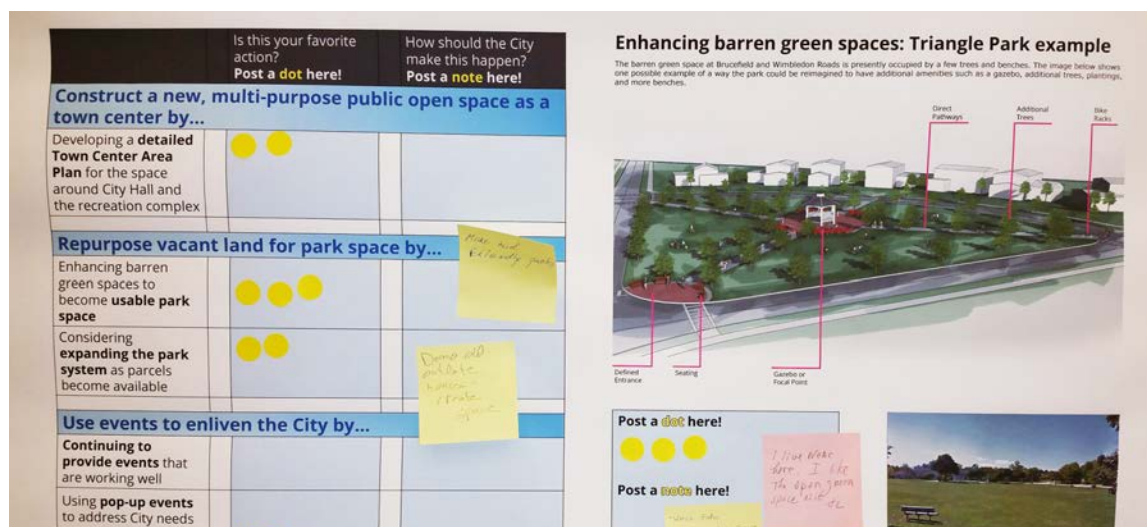 Is this your favorite
action?
Post a dot here!
How should the City
make this happen?
Post a note here!
Construct a new, multi-purpose public open space as a
town center by...
Developing a detailed
Town Center Area
Plan for the space
around City Hall and
the recreation complex
Repurpose vacant land for park space by...
Enhancing barren
green spaces to
become usable park
space
Make
Friendly
Considering
expanding the park
system as parcels
become available
Demo old
create
space
Use events to enliven the City by...
Continuing to
provide events that
are working well
Using pop-up events
to address City needs
Enhancing barren green spaces: Triangle Park example
The barren green space at Brucefield and Wimbledon Roads is presently occupied by a few trees and benches. The image below shows
one possible example of a way the park could be reimagined to have additional amenities such as a gazebo, additional trees, plantings,
and more benches.
Direct
Pathways
Additional
Trees
Bike
Racks
Defined
Entrance
Seating
Gazebo or
Focal Point
Post a dot here!
Post a note here!
I live
here. I like
the open green
space